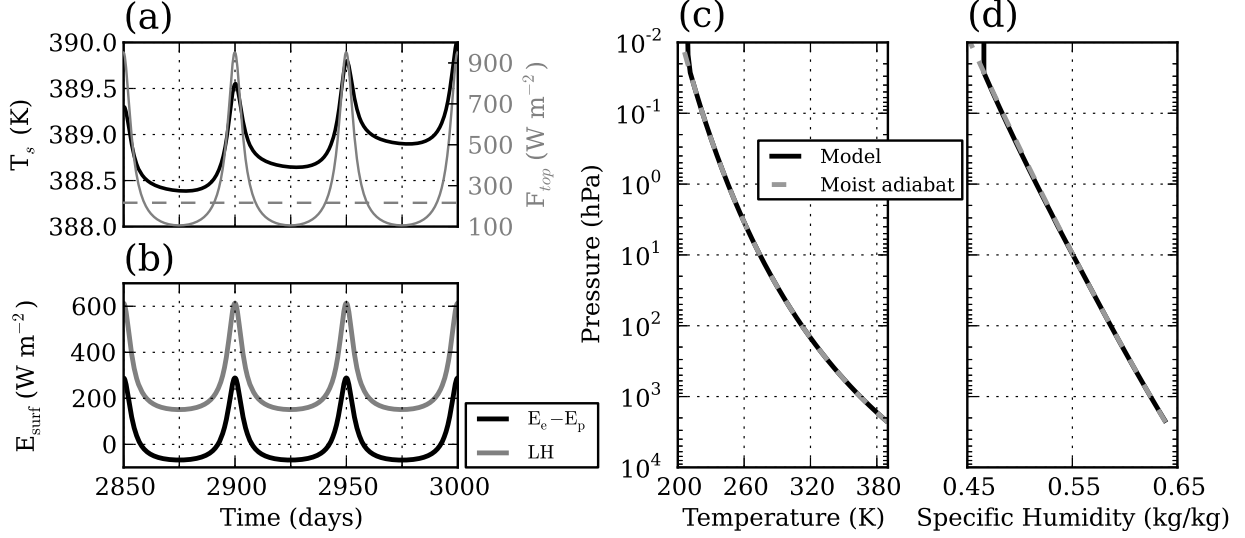 (a)
390.0
389.5
389.0
388.5
388.0
T_s (K)
900
700
500
300
100
F_top (W m^−2)
(b)
600
400
200
0
E_surf (W m^−2)
2850
2900
2950
3000
Time (days)
E_e−E_p
LH
(c)
10^-2
10^-1
10^0
10^1
10^2
10^3
10^4
Pressure (hPa)
200
260
320
380
Temperature (K)
Model
Moist adiabat
(d)
0.45
0.55
0.65
Specific Humidity (kg/kg)